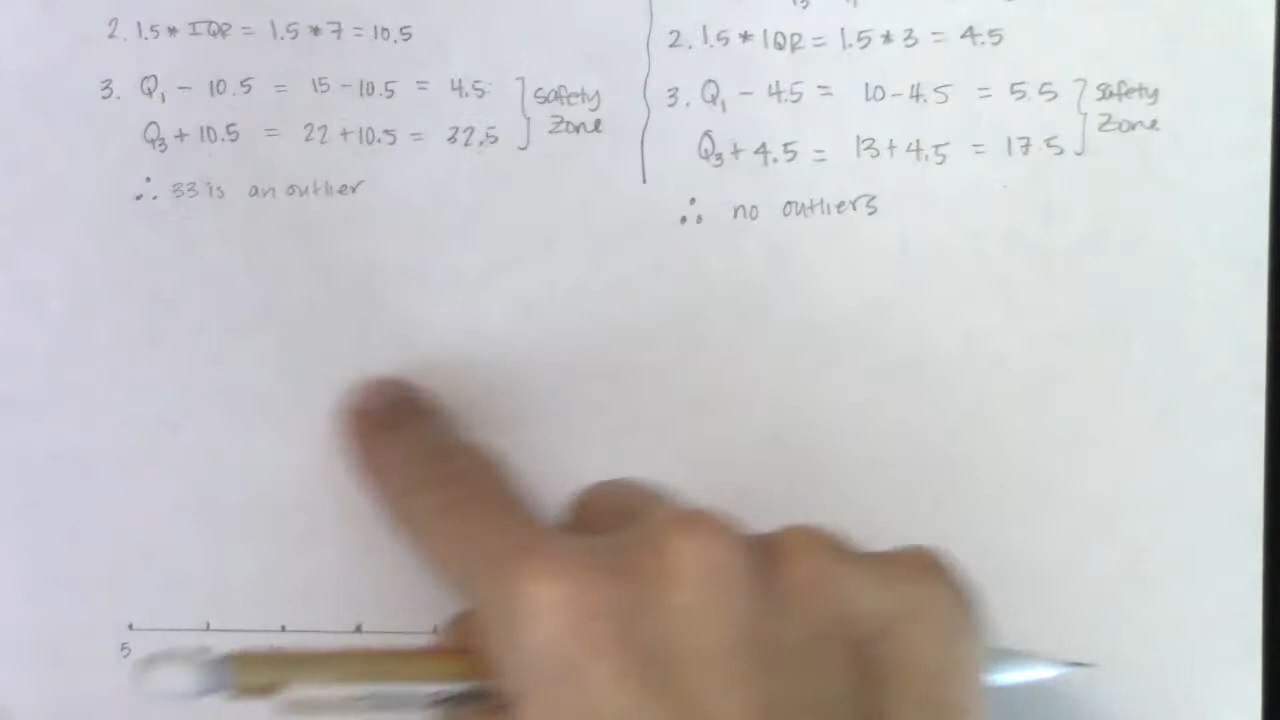 2. 1.5 * IQR = 1.5 * 7 = 10.5
3. Q₁ - 10.5 = 15 - 10.5 = 4.5
Q₃ + 10.5 = 22 + 10.5 = 32.5
Safety
Zone
∴ 33 is an outlier
2. 1.5 * IQR = 1.5 * 3 = 4.5
3. Q₁ - 4.5 = 10 - 4.5 = 5.5
Q₃ + 4.5 = 13 + 4.5 = 17.5
Safety
Zone
∴ no outliers
5